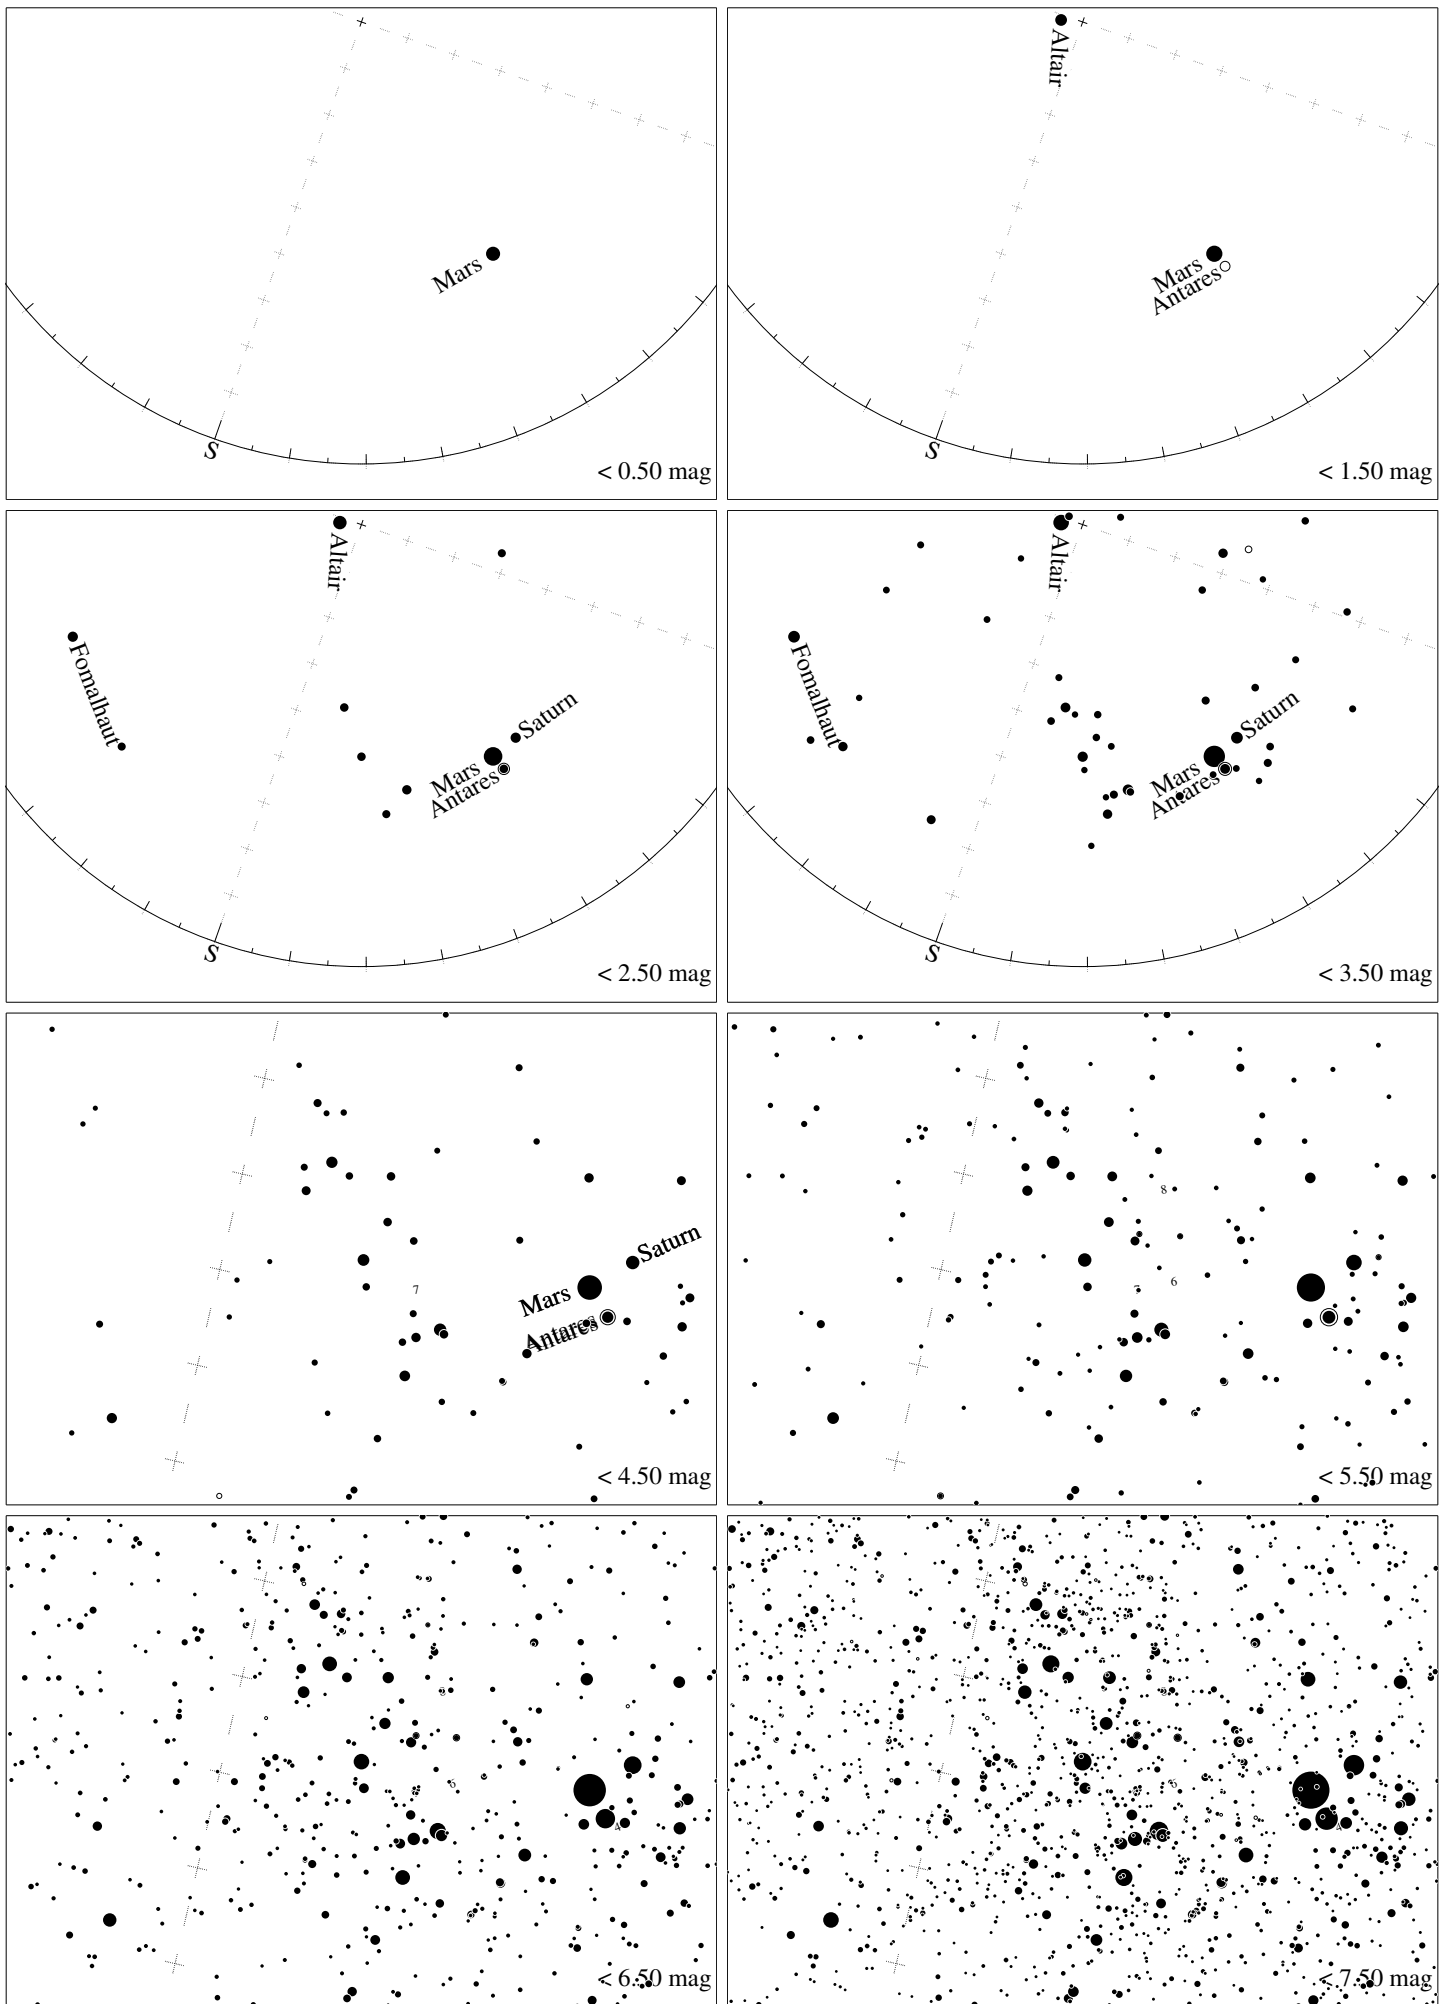 Mars
S
< 0.50 mag
Altair
Mars
Antares
S
< 1.50 mag
Altair
Fomalhaut
Saturn
Mars
Antares
S
< 2.50 mag
Altair
Fomalhaut
Saturn
Mars
Antares
S
< 3.50 mag
Saturn
7
Mars
Antares
< 4.50 mag
8
6
7
< 5.50 mag
< 6.50 mag
< 7.50 mag